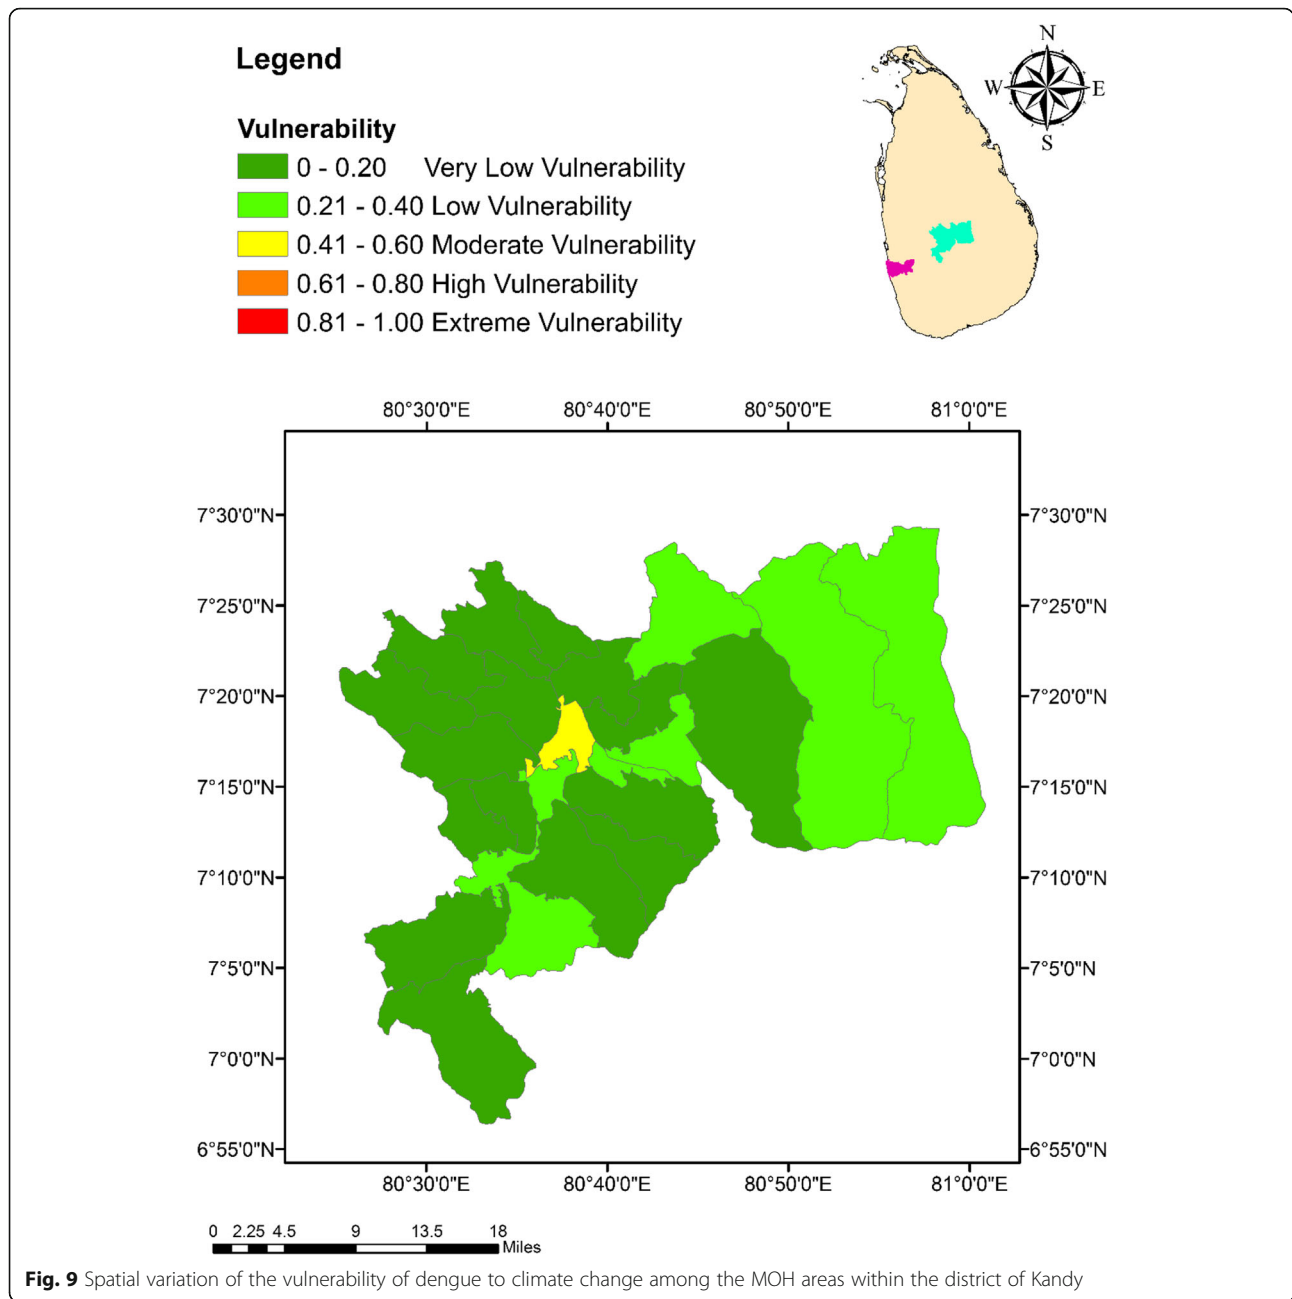 Legend
N
W E
S
Vulnerability
0 - 0.20 Very Low Vulnerability
0.21 - 0.40 Low Vulnerability
0.41 - 0.60 Moderate Vulnerability
0.61 - 0.80 High Vulnerability
0.81 - 1.00 Extreme Vulnerability
80°30'0"E 80°40'0"E 80°50'0"E 81°0'0"E
7°30'0"N 7°30'0"N
7°25'0"N 7°25'0"N
7°20'0"N 7°20'0"N
7°15'0"N 7°15'0"N
7°10'0"N 7°10'0"N
7°5'0"N 7°5'0"N
7°0'0"N 7°0'0"N
6°55'0"N 6°55'0"N
80°30'0"E 80°40'0"E 80°50'0"E 81°0'0"E
0 2.25 4.5 9 13.5 18
Miles
Fig. 9 Spatial variation of the vulnerability of dengue to climate change among the MOH areas within the district of Kandy